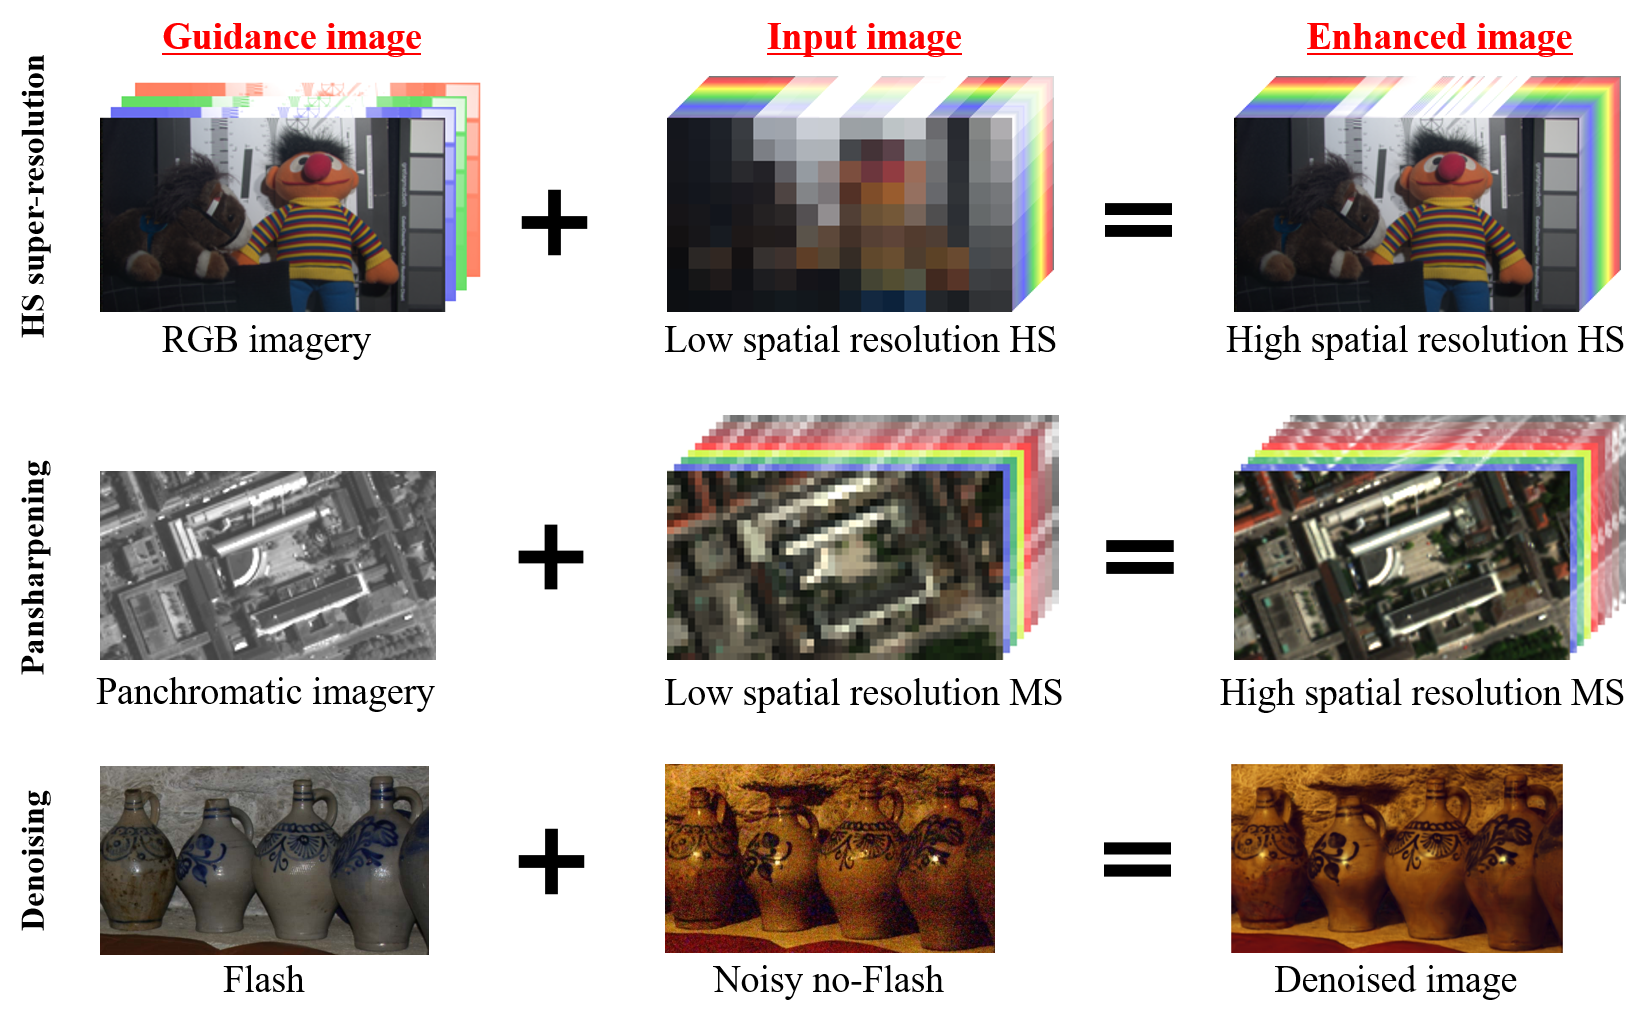 Guidance image
Input image
Enhanced image
HS super-resolution
RGB imagery
Low spatial resolution HS
High spatial resolution HS
Pansharpening
Panchromatic imagery
Low spatial resolution MS
High spatial resolution MS
Denoising
Flash
Noisy no-Flash
Denoised image